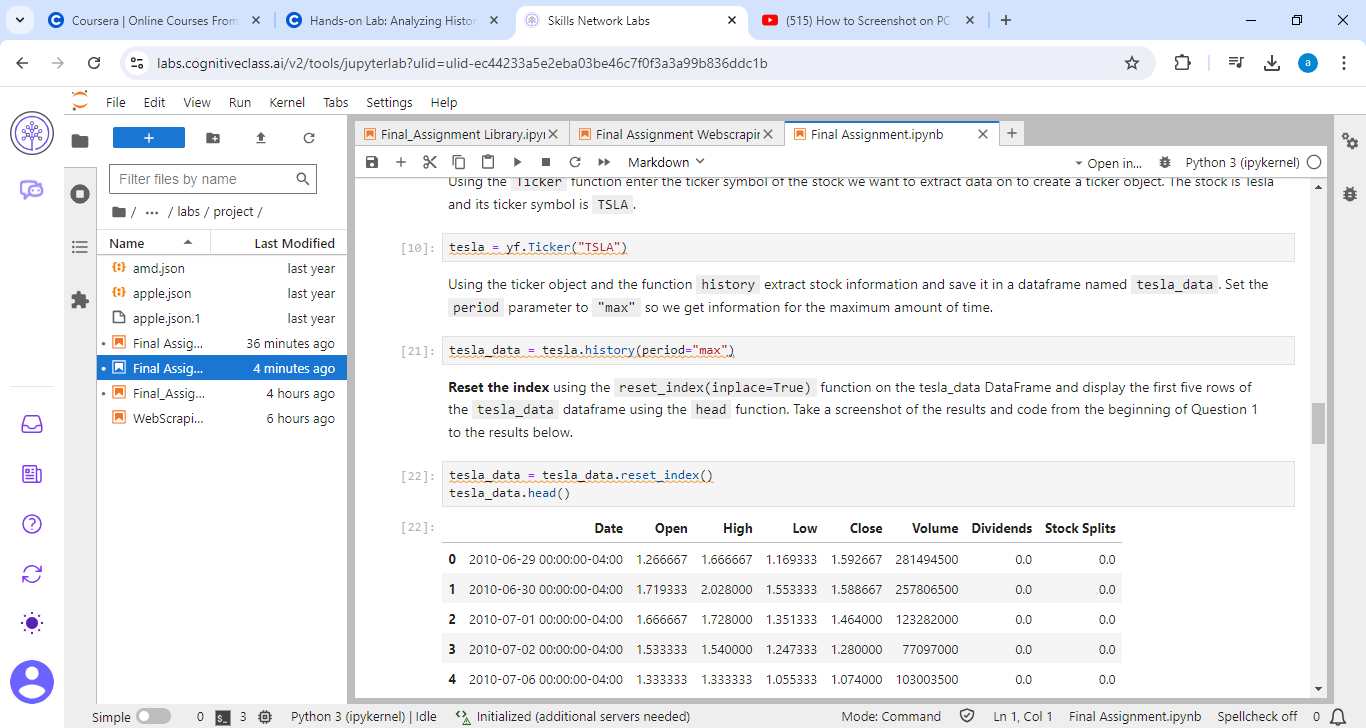 Coursera | Online Courses From
Hands-on Lab: Analyzing Histor
Skills Network Labs
(515) How to Screenshot on PC
labs.cognitiveclass.ai/v2/tools/jupyterlab?ulid=ulid-ec44233a5e2eba03be46c7f0f3a3a99b836ddc1b
a
File Edit View Run Kernel Tabs Settings Help
Final_Assignment Library.ipyn
Final Assignment Webscrapin
Final Assignment.ipynb
Filter files by name
Markdown
Open in...
Python 3 (ipykernel)
/ ... / labs / project /
Name Last Modified
amd.json last year
apple.json last year
apple.json.1 last year
Final Assig... 36 minutes ago
Final Assig... 4 minutes ago
Final_Assig... 4 hours ago
WebScrapi... 6 hours ago
Using the Ticker function enter the ticker symbol of the stock we want to extract data on to create a ticker object. The stock is Tesla
and its ticker symbol is TSLA .
[10]: tesla = yf.Ticker("TSLA")
Using the ticker object and the function history extract stock information and save it in a dataframe named tesla_data . Set the
period parameter to "max" so we get information for the maximum amount of time.
[21]: tesla_data = tesla.history(period="max")
Reset the index using the reset_index(inplace=True) function on the tesla_data DataFrame and display the first five rows of
the tesla_data dataframe using the head function. Take a screenshot of the results and code from the beginning of Question 1
to the results below.
[22]: tesla_data = tesla_data.reset_index()
tesla_data.head()
[22]: Date Open High Low Close Volume Dividends Stock Splits
0 2010-06-29 00:00:00-04:00 1.266667 1.666667 1.169333 1.592667 281494500 0.0 0.0
1 2010-06-30 00:00:00-04:00 1.719333 2.028000 1.553333 1.588667 257806500 0.0 0.0
2 2010-07-01 00:00:00-04:00 1.666667 1.728000 1.351333 1.464000 123282000 0.0 0.0
3 2010-07-02 00:00:00-04:00 1.533333 1.540000 1.247333 1.280000 77097000 0.0 0.0
4 2010-07-06 00:00:00-04:00 1.333333 1.333333 1.055333 1.074000 103003500 0.0 0.0
Simple 0 3 Python 3 (ipykernel) | Idle Initialized (additional servers needed) Mode: Command Ln 1, Col 1 Final Assignment.ipynb Spellcheck off 0